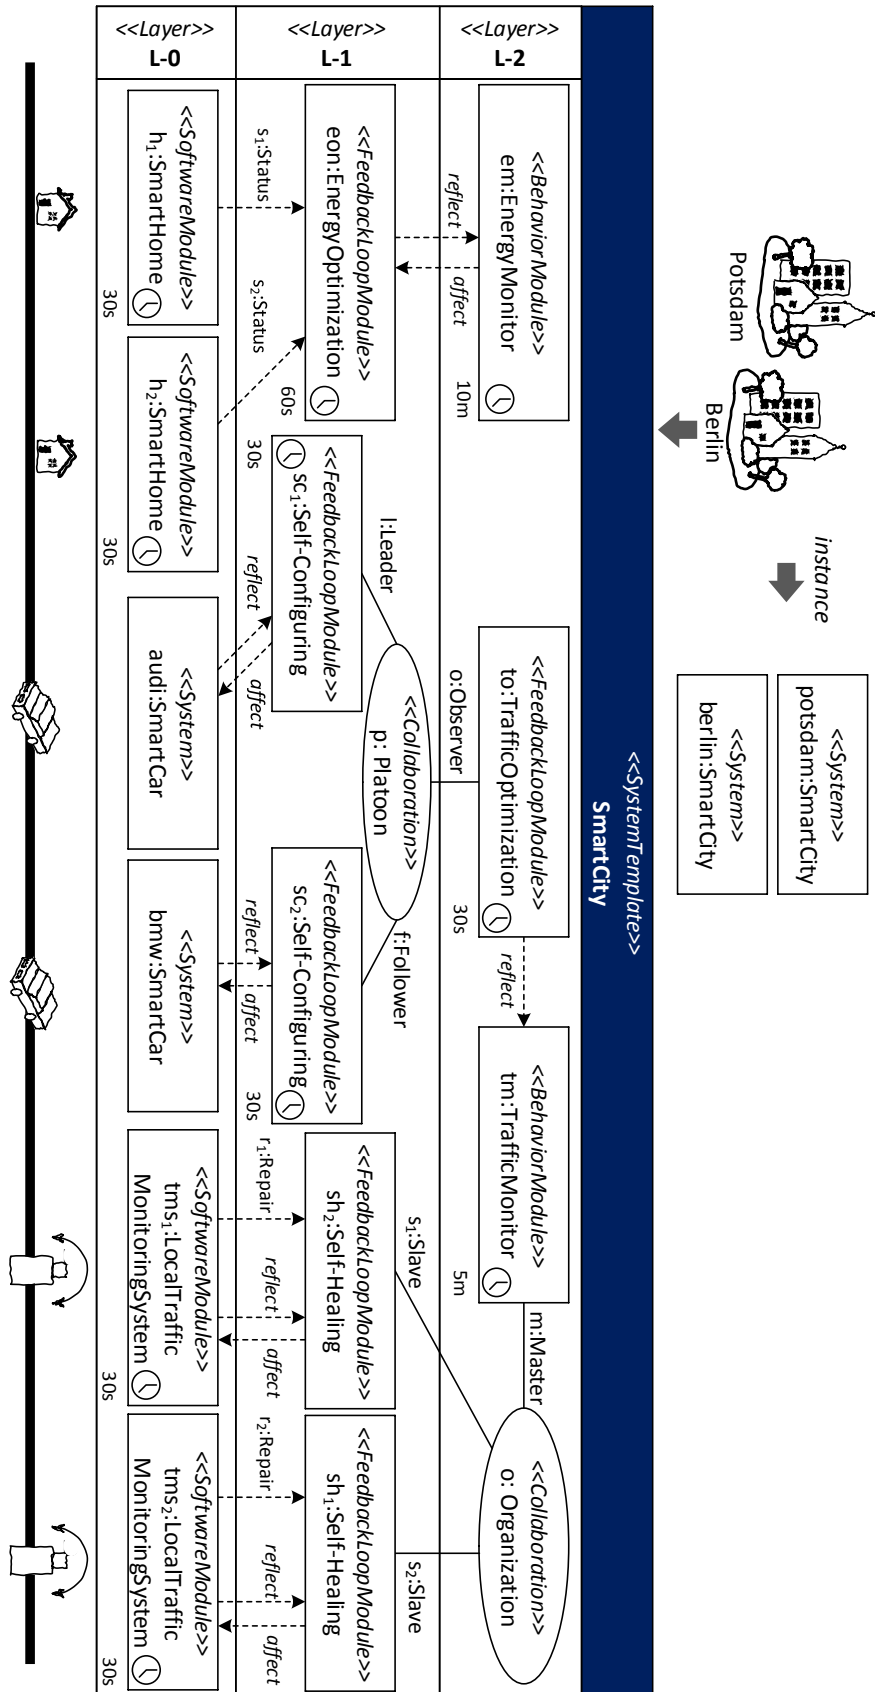 Potsdam
Berlin
instance
<<System>>
potsdam:SmartCity
<<System>>
berlin:SmartCity
<<SystemTemplate>>
SmartCity
<<Layer>>
L-2
<<BehaviorModule>>
em:EnergyMonitor
10m
<<FeedbackLoopModule>>
to:TrafficOptimization
30s
reflect
<<BehaviorModule>>
tm:TrafficMonitor
5m
m:Master
<<Collaboration>>
o: Organization
reflect
affect
o:Observer
s1:Slave
s2:Slave
<<Layer>>
L-1
<<FeedbackLoopModule>>
eon:EnergyOptimization
60s
l:Leader
<<Collaboration>>
p: Platoon
f:Follower
<<FeedbackLoopModule>>
sc1:Self-Configuring
30s
<<FeedbackLoopModule>>
sc2:Self-Configuring
30s
<<FeedbackLoopModule>>
sh2:Self-Healing
<<FeedbackLoopModule>>
sh1:Self-Healing
s1:Status
s2:Status
reflect
affect
reflect
affect
r1:Repair
reflect
affect
r2:Repair
reflect
affect
<<Layer>>
L-0
<<SoftwareModule>>
h1:SmartHome
30s
<<SoftwareModule>>
h2:SmartHome
30s
<<System>>
audi:SmartCar
<<System>>
bmw:SmartCar
<<SoftwareModule>>
tms1:LocalTraffic
MonitoringSystem
30s
<<SoftwareModule>>
tms2:LocalTraffic
MonitoringSystem
30s